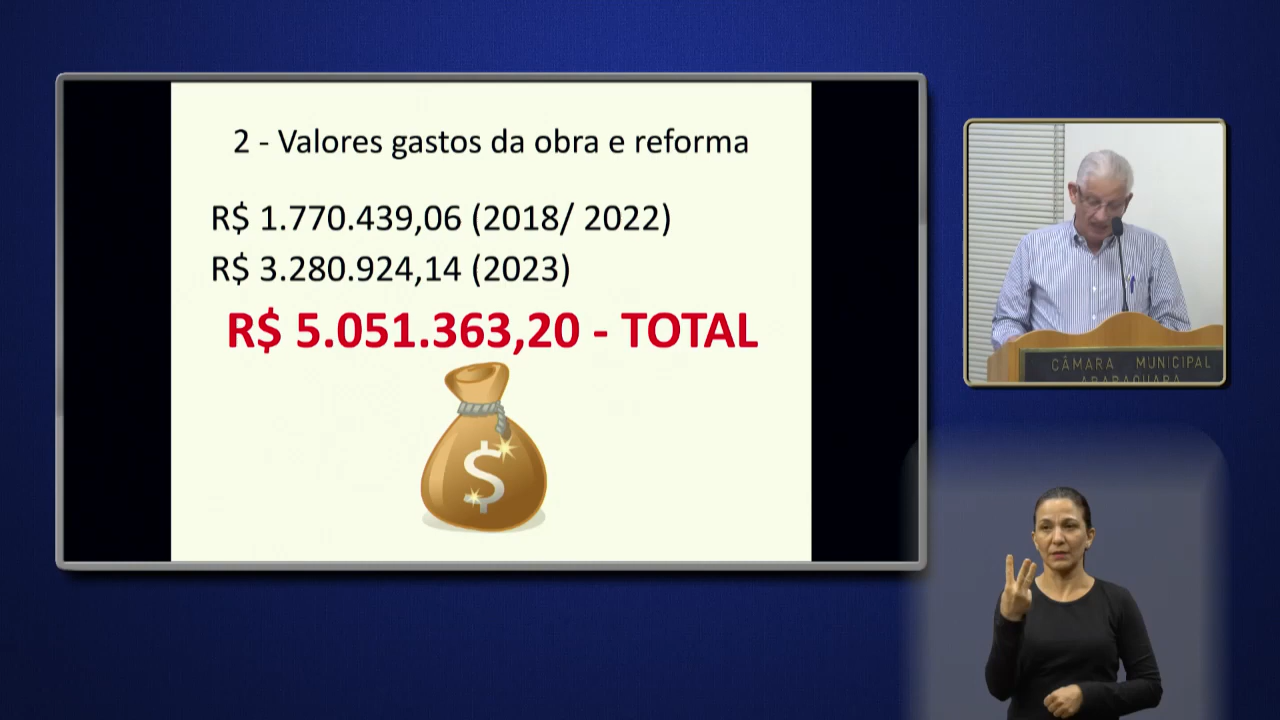 2 - Valores gastos da obra e reforma
R$ 1.770.439,06 (2018/ 2022)
R$ 3.280.924,14 (2023)
R$ 5.051.363,20 - TOTAL
$
CÂMARA MUNICIPAL
ARARAQUARA